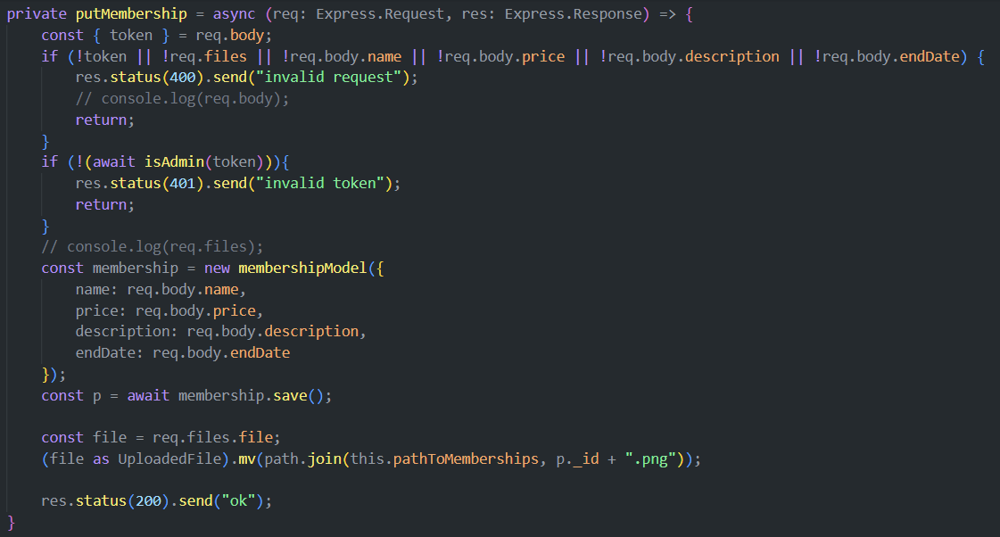 private putMembership = async (req: Express.Request, res: Express.Response) => {
    const { token } = req.body;
    if (!token || !req.files || !req.body.name || !req.body.price || !req.body.description || !req.body.endDate) {
        res.status(400).send("invalid request");
        // console.log(req.body);
        return;
    }
    if (!(await isAdmin(token))){
        res.status(401).send("invalid token");
        return;
    }
    // console.log(req.files);
    const membership = new membershipModel({
        name: req.body.name,
        price: req.body.price,
        description: req.body.description,
        endDate: req.body.endDate
    });
    const p = await membership.save();

    const file = req.files.file;
    (file as UploadedFile).mv(path.join(this.pathToMemberships, p._id + ".png"));

    res.status(200).send("ok");
}